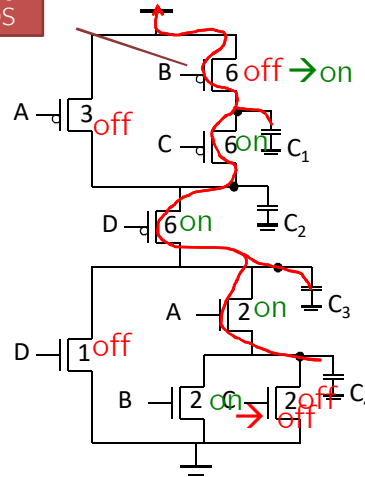 OS
B 6 off → on
A 3 off
C 6 on C1
C2
D 6 on
C3
A 2 on
D 1 off
B 2 on C 2 off
→ off